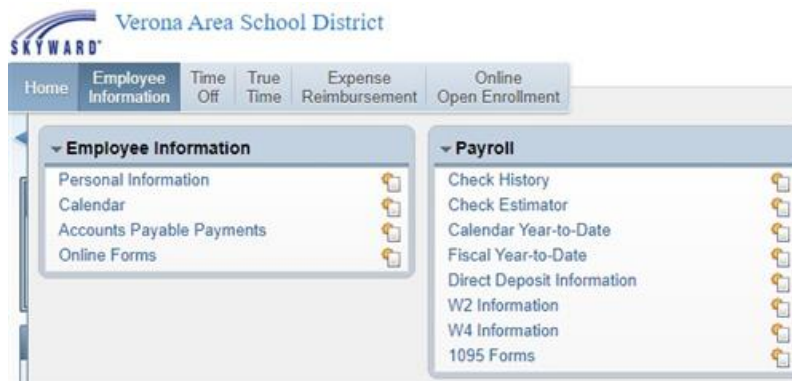 Verona Area School District
SKYWARD®
Home
Employee Information
Time Off
True Time
Expense Reimbursement
Online Open Enrollment
Employee Information
Personal Information
Calendar
Accounts Payable Payments
Online Forms
Payroll
Check History
Check Estimator
Calendar Year-to-Date
Fiscal Year-to-Date
Direct Deposit Information
W2 Information
W4 Information
1095 Forms